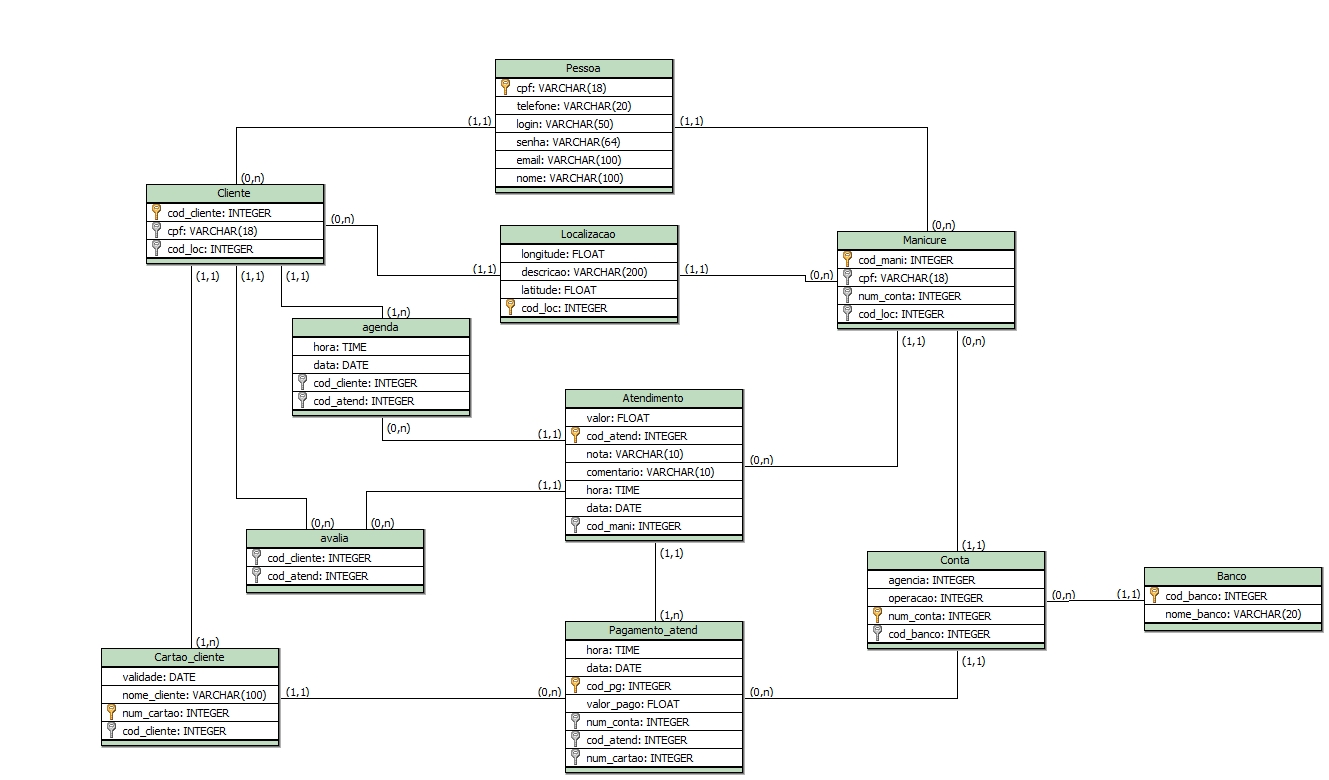 Pessoa
cpf: VARCHAR(18)
telefone: VARCHAR(20)
login: VARCHAR(50)
senha: VARCHAR(64)
email: VARCHAR(100)
nome: VARCHAR(100)
(1,1)
(1,1)
(0,n)
(0,n)
Cliente
cod_cliente: INTEGER
cpf: VARCHAR(18)
cod_loc: INTEGER
(0,n)
(1,1)
(1,1)
(1,1)
Localizacao
longitude: FLOAT
descricao: VARCHAR(200)
latitude: FLOAT
cod_loc: INTEGER
(1,1)
(1,1)
(0,n)
Manicure
cod_mani: INTEGER
cpf: VARCHAR(18)
num_conta: INTEGER
cod_loc: INTEGER
(1,1)
(0,n)
(1,n)
agenda
hora: TIME
data: DATE
cod_cliente: INTEGER
cod_atend: INTEGER
(0,n)
(1,1)
Atendimento
valor: FLOAT
cod_atend: INTEGER
nota: VARCHAR(10)
comentario: VARCHAR(10)
hora: TIME
data: DATE
cod_mani: INTEGER
(0,n)
(1,1)
(1,1)
(0,n)
(0,n)
avalia
cod_cliente: INTEGER
cod_atend: INTEGER
(1,1)
Conta
agencia: INTEGER
operacao: INTEGER
num_conta: INTEGER
cod_banco: INTEGER
(0,n)
(1,1)
(1,1)
Banco
cod_banco: INTEGER
nome_banco: VARCHAR(20)
(1,n)
Pagamento_atend
hora: TIME
data: DATE
cod_pg: INTEGER
valor_pago: FLOAT
num_conta: INTEGER
cod_atend: INTEGER
num_cartao: INTEGER
(0,n)
(0,n)
(1,n)
Cartao_cliente
validade: DATE
nome_cliente: VARCHAR(100)
num_cartao: INTEGER
cod_cliente: INTEGER
(1,1)